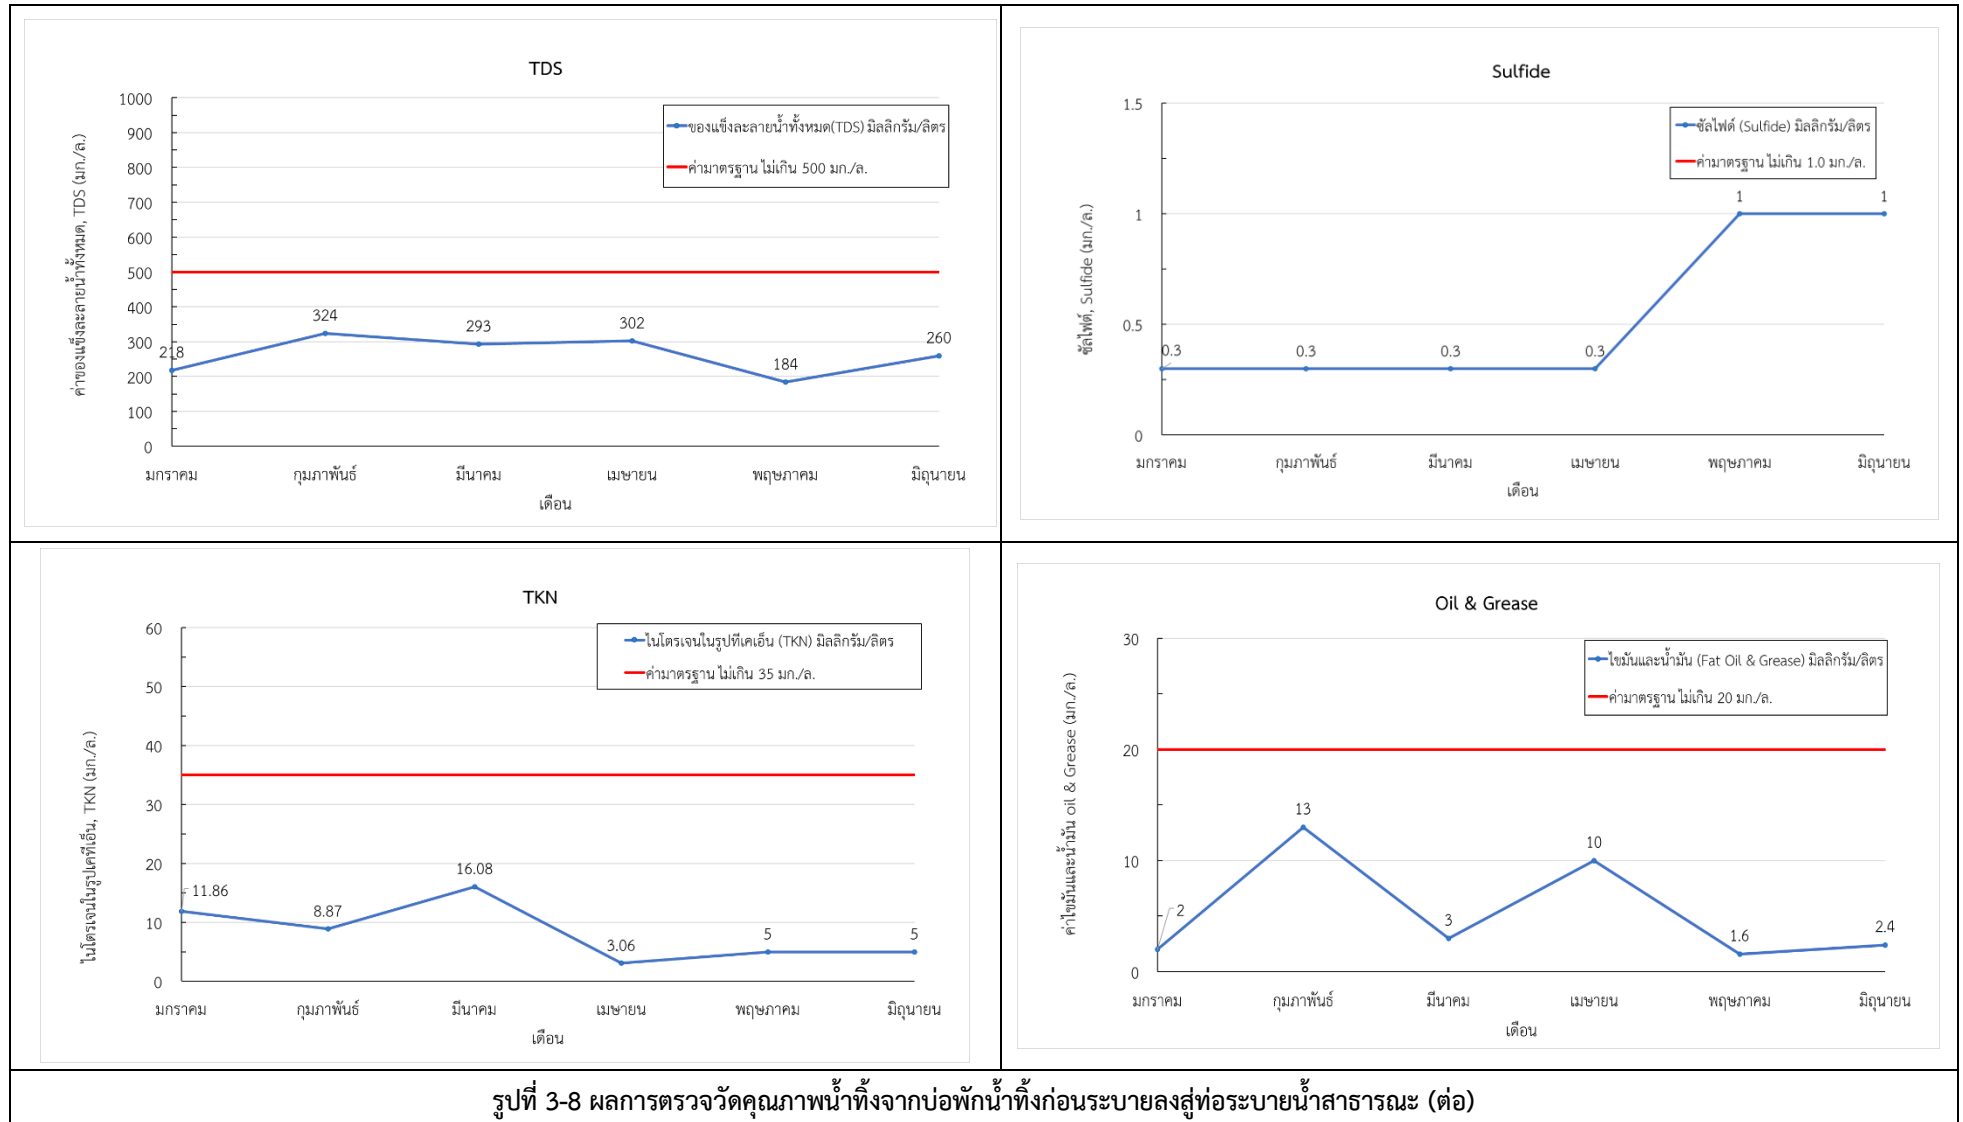 TDS
1000
900
800
700
600
500
400
300
200
100
0
ค่าของแข็งละลายน้ำทั้งหมด, TDS (มก./ล.)
ของแข็งละลายน้ำทั้งหมด(TDS) มิลลิกรัม/ลิตร
ค่ามาตรฐาน ไม่เกิน 500 มก./ล.
218
324
293
302
184
260
มกราคม กุมภาพันธ์ มีนาคม เมษายน พฤษภาคม มิถุนายน
เดือน
Sulfide
1.5
1
0.5
0
ซัลไฟด์, Sulfide (มก./ล.)
ซัลไฟด์ (Sulfide) มิลลิกรัม/ลิตร
ค่ามาตรฐาน ไม่เกิน 1.0 มก./ล.
0.3
0.3
0.3
0.3
1
1
มกราคม กุมภาพันธ์ มีนาคม เมษายน พฤษภาคม มิถุนายน
เดือน
TKN
60
50
40
30
20
10
0
ไนโตรเจนในรูปเคทีเอ็น, TKN (มก./ล.)
ไนโตรเจนในรูปทีเคเอ็น (TKN) มิลลิกรัม/ลิตร
ค่ามาตรฐาน ไม่เกิน 35 มก./ล.
11.86
8.87
16.08
3.06
5
5
มกราคม กุมภาพันธ์ มีนาคม เมษายน พฤษภาคม มิถุนายน
เดือน
Oil & Grease
30
20
10
0
ค่าไขมันและน้ำมัน oil & Grease (มก./ล.)
ไขมันและน้ำมัน (Fat Oil & Grease) มิลลิกรัม/ลิตร
ค่ามาตรฐาน ไม่เกิน 20 มก./ล.
2
13
3
10
1.6
2.4
มกราคม กุมภาพันธ์ มีนาคม เมษายน พฤษภาคม มิถุนายน
เดือน
รูปที่ 3-8 ผลการตรวจวัดคุณภาพน้ำทิ้งจากบ่อพักน้ำทิ้งก่อนระบายลงสู่ท่อระบายน้ำสาธารณะ (ต่อ)